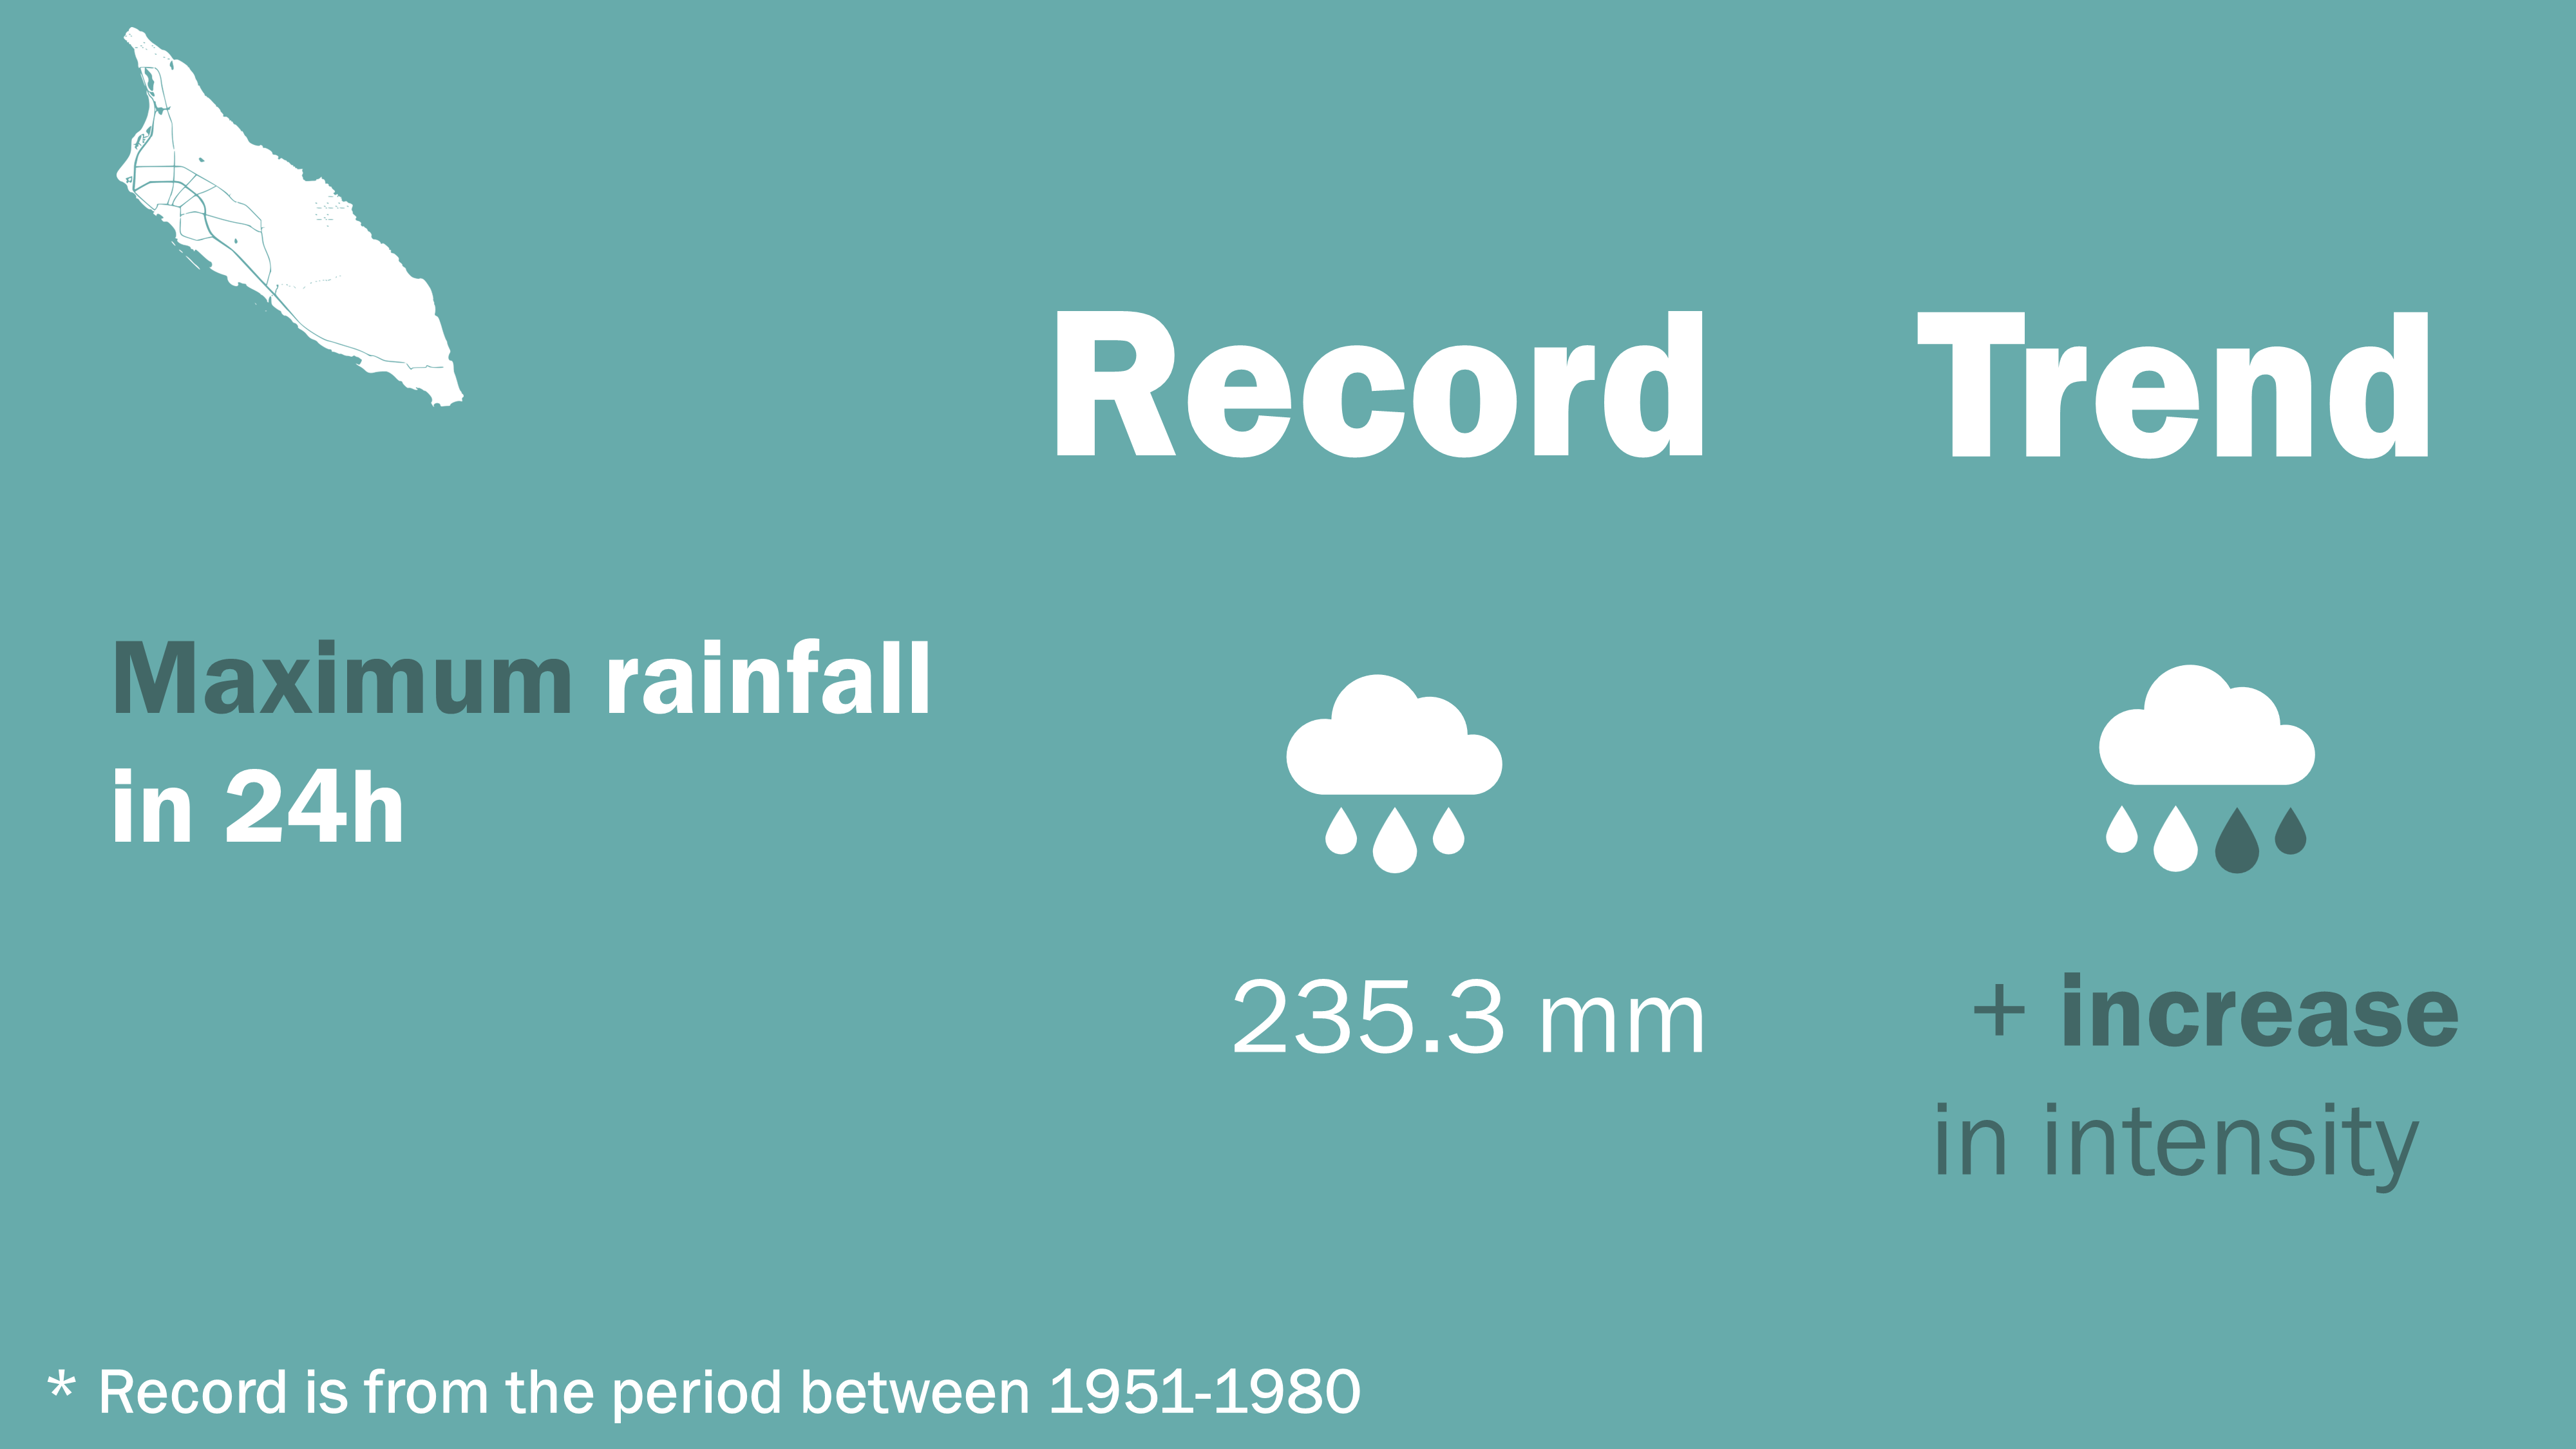 Record
Trend
Maximum rainfall
in 24h
235.3 mm
+ increase
in intensity
* Record is from the period between 1951-1980